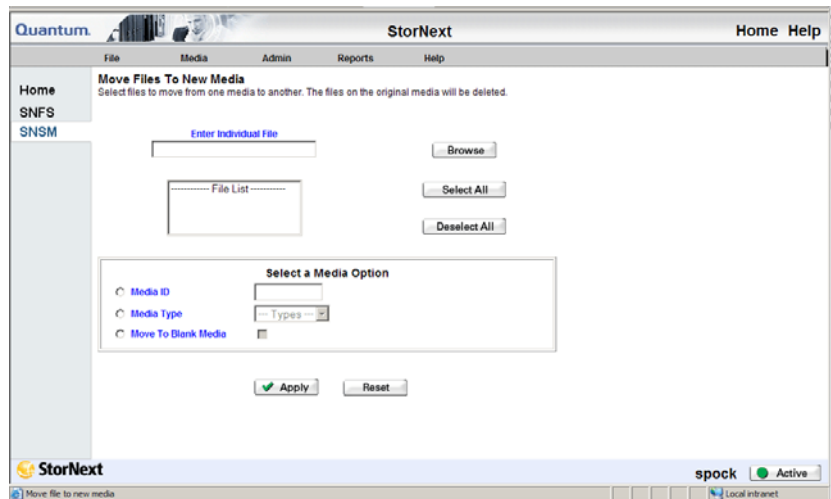 Quantum. StorNext Home Help
File Media Admin Reports Help
Home
SNFS
SNSM
Move Files To New Media
Select files to move from one media to another. The files on the original media will be deleted.
Enter Individual File
Browse
----------- File List -----------
Select All
Deselect All
Select a Media Option
Media ID
Media Type --- Types ---
Move To Blank Media
Apply Reset
StorNext spock Active
Move file to new media Local intranet